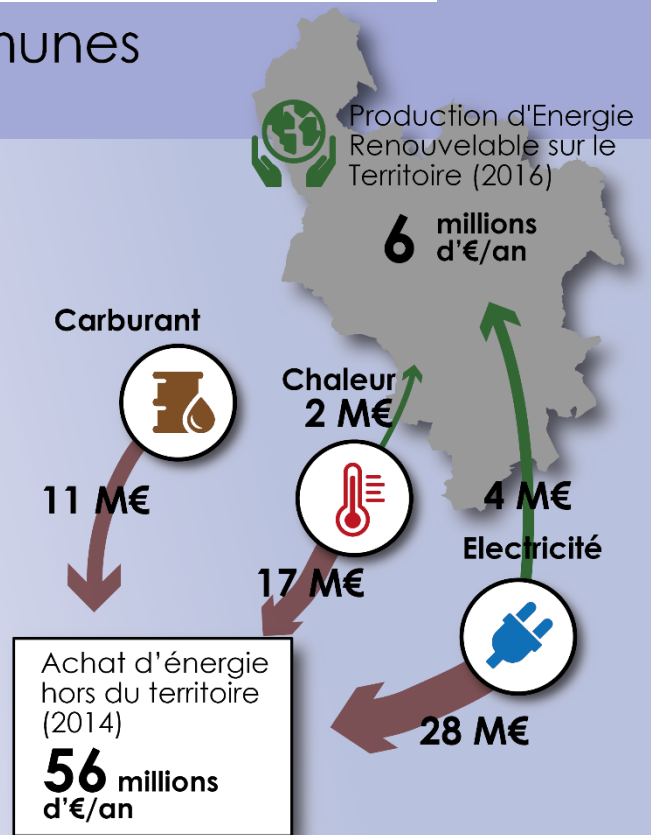 Production d'Energie
Renouvelable sur le
Territoire (2016)
6 millions
d'€/an
Carburant
Chaleur
2 M€
11 M€
4 M€
Electricité
17 M€
Achat d'énergie
hors du territoire
(2014)
56 millions
d'€/an
28 M€